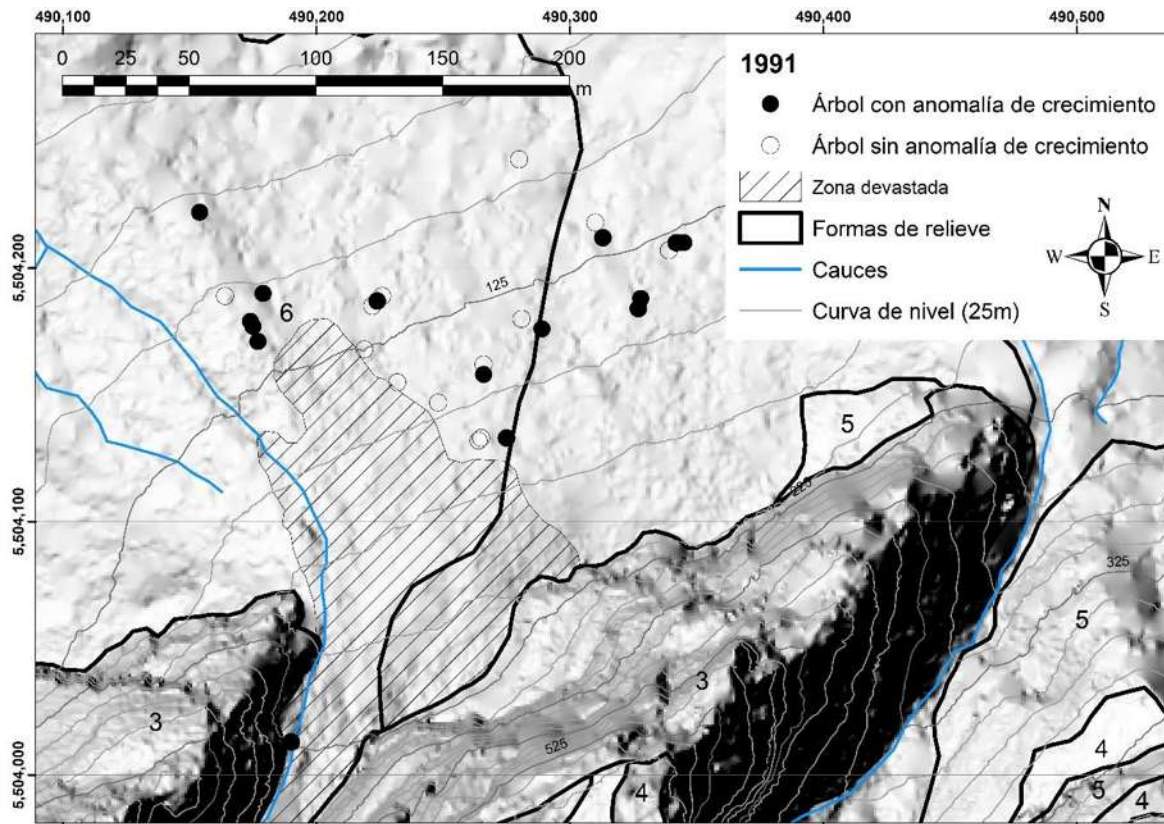 490,100 490,200 490,300 490,400 490,500
0 25 50 100 150 200
m
1991
Árbol con anomalía de crecimiento
Árbol sin anomalía de crecimiento
Zona devastada
Formas de relieve
Cauces
Curva de nivel (25m)
N
W E
S
5,504,200
125
6
5
225
5,504,100
325
5
3
3
525
4
5,504,000
4
5
4